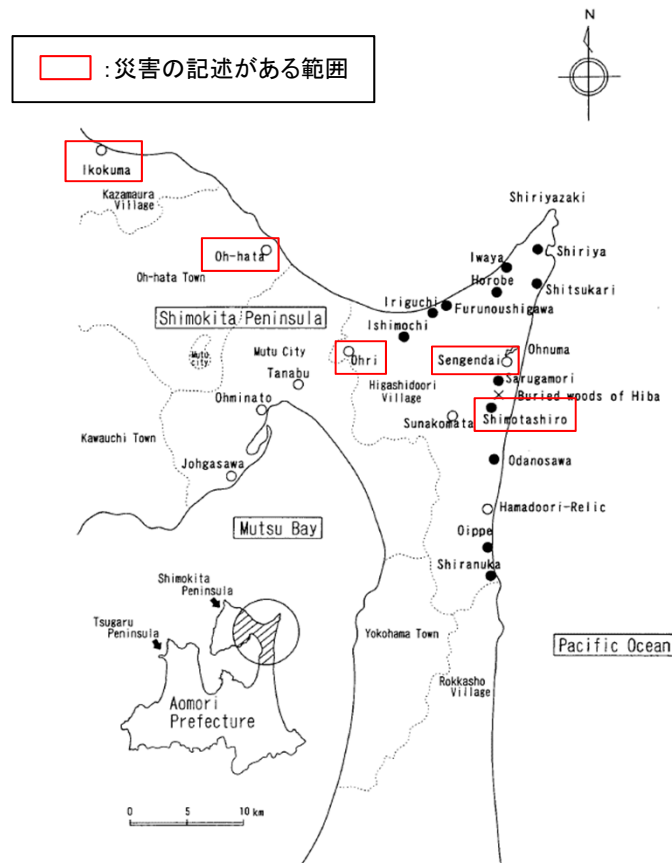 N
:災害の記述がある範囲
Ikokuma
Kazamaura
Village
Shiriyazaki
Oh-hata
Iwaya
Shiriya
Oh-hata Town
Horobe
Shitsukari
Iriguchi
Furunoushigawa
Shimokita Peninsula
Ishimochi
Muto
city
Mutu City
Ohri
Sengendai
Ohnuma
Tanabu
Higashidoori
Village
Sarugamori
Buried woods of Hiba
Ohminato
Sunakomata
Shimotashiro
Kawauchi Town
Johgasawa
Odanosawa
Mutsu Bay
Hamadoori-Relic
Oippe
Shiranuka
Shimokita
Peninsula
Tsugaru
Peninsula
Yokohama Town
Pacific Ocean
Rokkasho
Village
Aomori
Prefecture
0 5 10 km